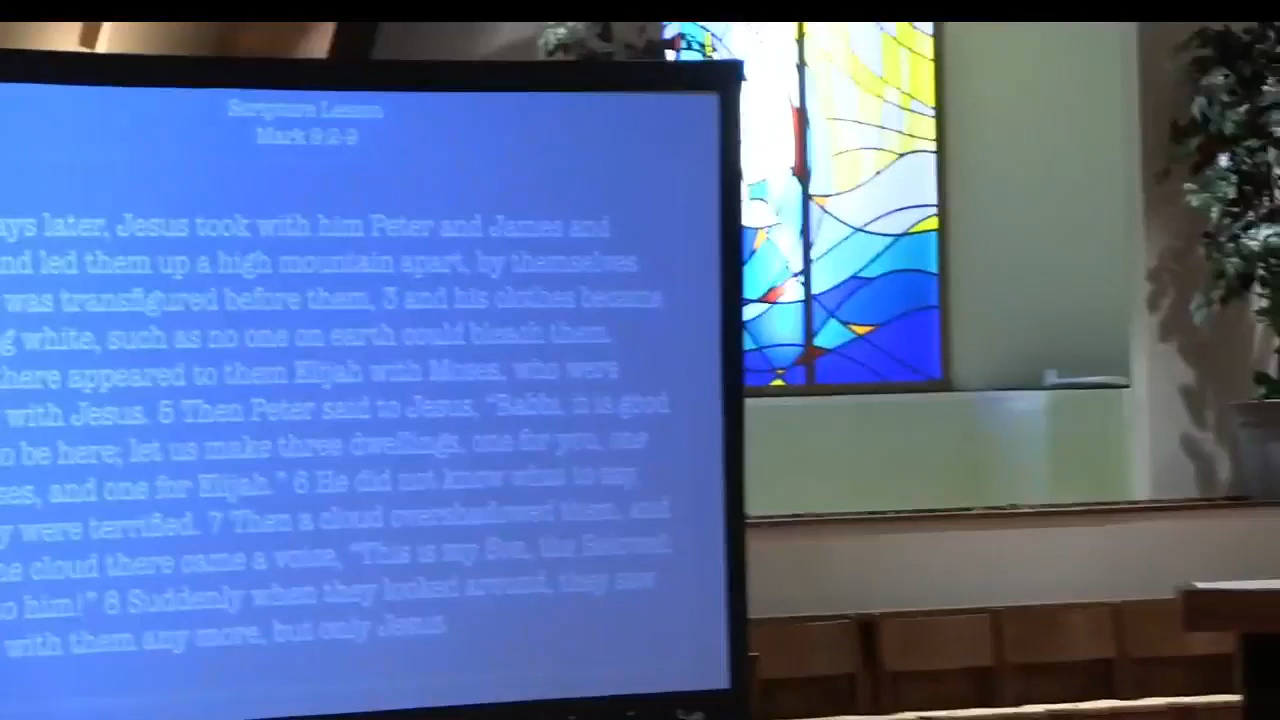 Scripture Lesson
Mark 9:2-9
ays later, Jesus took with him Peter and James and
nd led them up a high mountain apart, by themselves
was transfigured before them, 3 and his clothes became
g white, such as no one on earth could bleach them.
there appeared to them Elijah with Moses, who were
with Jesus. 5 Then Peter said to Jesus, "Rabbi, it is good
o be here; let us make three dwellings, one for you, one
ses, and one for Elijah." 6 He did not know what to say,
y were terrified. 7 Then a cloud overshadowed them, and
he cloud there came a voice, "This is my Son, the Beloved;
o him!" 8 Suddenly when they looked around, they saw
with them any more, but only Jesus.